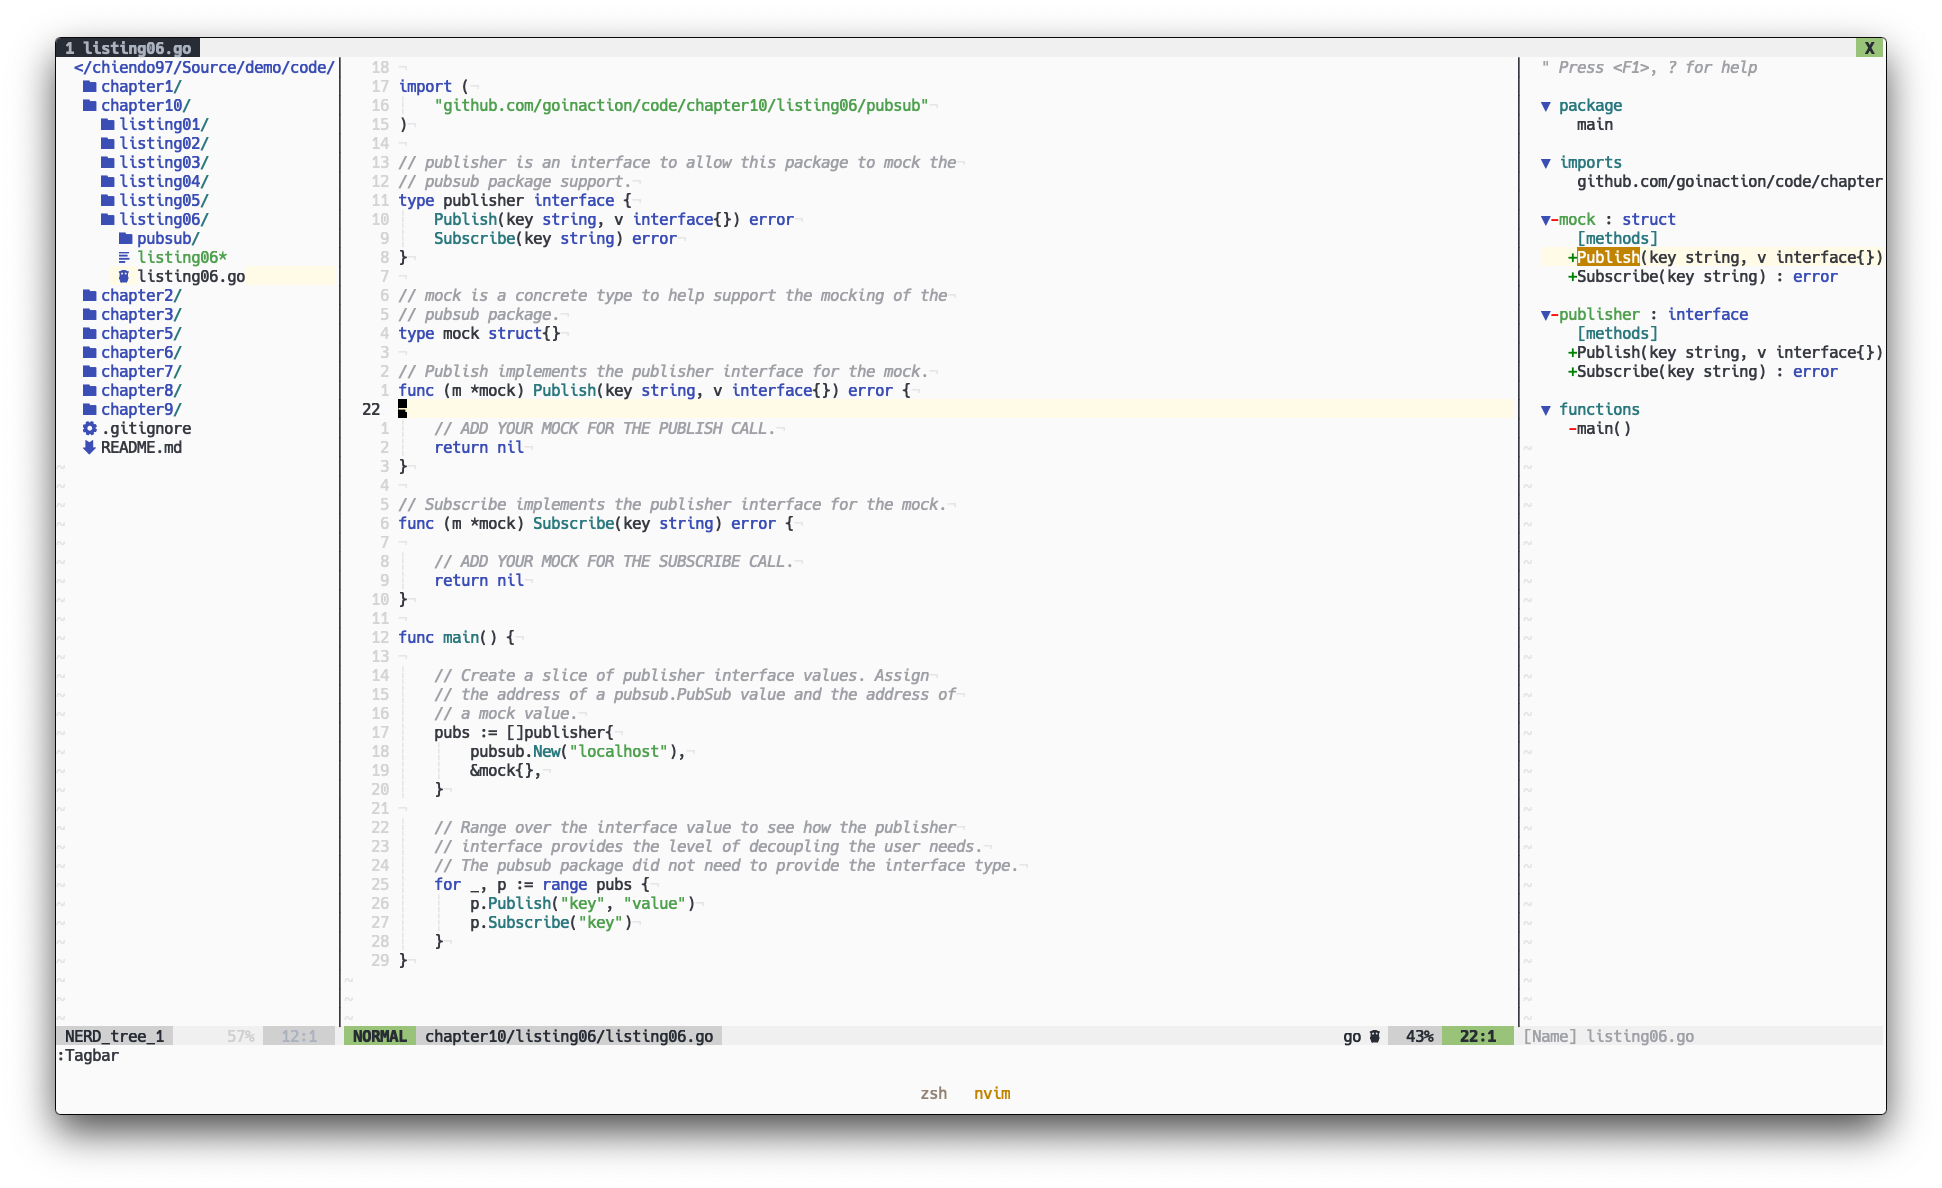 1 listing06.go X
</chiendo97/Source/demo/code/
chapter1/
chapter10/
listing01/
listing02/
listing03/
listing04/
listing05/
listing06/
pubsub/
listing06*
listing06.go
chapter2/
chapter3/
chapter5/
chapter6/
chapter7/
chapter8/
chapter9/
.gitignore
README.md
18 ¬
17 import (¬
16 "github.com/goinaction/code/chapter10/listing06/pubsub"¬
15 )¬
14 ¬
13 // publisher is an interface to allow this package to mock the¬
12 // pubsub package support.¬
11 type publisher interface {¬
10 Publish(key string, v interface{}) error¬
9 Subscribe(key string) error¬
8 }¬
7 ¬
6 // mock is a concrete type to help support the mocking of the¬
5 // pubsub package.¬
4 type mock struct{}¬
3 ¬
2 // Publish implements the publisher interface for the mock.¬
1 func (m *mock) Publish(key string, v interface{}) error {¬
22 ¬
1 // ADD YOUR MOCK FOR THE PUBLISH CALL.¬
2 return nil¬
3 }¬
4 ¬
5 // Subscribe implements the publisher interface for the mock.¬
6 func (m *mock) Subscribe(key string) error {¬
7 ¬
8 // ADD YOUR MOCK FOR THE SUBSCRIBE CALL.¬
9 return nil¬
10 }¬
11 ¬
12 func main() {¬
13 ¬
14 // Create a slice of publisher interface values. Assign¬
15 // the address of a pubsub.PubSub value and the address of¬
16 // a mock value.¬
17 pubs := []publisher{¬
18 pubsub.New("localhost"),¬
19 &mock{},¬
20 }¬
21 ¬
22 // Range over the interface value to see how the publisher¬
23 // interface provides the level of decoupling the user needs.¬
24 // The pubsub package did not need to provide the interface type.¬
25 for _, p := range pubs {¬
26 p.Publish("key", "value")¬
27 p.Subscribe("key")¬
28 }¬
29 }¬
" Press <F1>, ? for help
▼ package
main
▼ imports
github.com/goinaction/code/chapter
▼-mock : struct
[methods]
+Publish(key string, v interface{})
+Subscribe(key string) : error
▼-publisher : interface
[methods]
+Publish(key string, v interface{})
+Subscribe(key string) : error
▼ functions
-main()
NERD_tree_1 57% 12:1 NORMAL chapter10/listing06/listing06.go go 43% 22:1 [Name] listing06.go
:Tagbar
zsh nvim